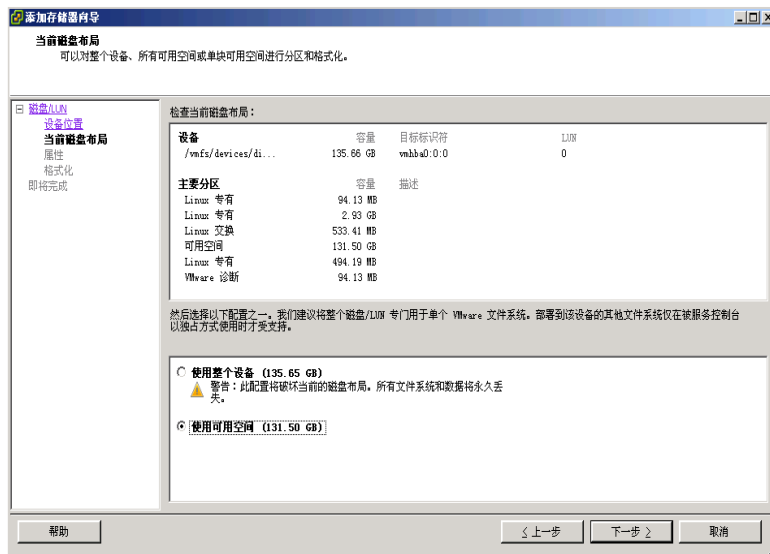 添加存储器向导
当前磁盘布局
可以对整个设备、所有可用空间或单块可用空间进行分区和格式化。
磁盘/LUN
设备位置
当前磁盘布局
属性
格式化
即将完成
检查当前磁盘布局：
设备 容量 目标标识符 LUN
/vmfs/devices/di... 135.66 GB vmhba0:0:0 0
主要分区 容量 描述
Linux 专有 94.13 MB
Linux 专有 2.93 GB
Linux 交换 533.41 MB
可用空间 131.50 GB
Linux 专有 494.19 MB
VMware 诊断 94.13 MB
然后选择以下配置之一。我们建议将整个磁盘/LUN 专门用于单个 VMware 文件系统。部署到该设备的其他文件系统仅在被服务控制台
以独占方式使用时才受支持。
使用整个设备 (135.65 GB)
警告：此配置将破坏当前的磁盘布局。所有文件系统和数据将永久丢
失。
使用可用空间 (131.50 GB)
帮助
≤上一步
下一步≥
取消